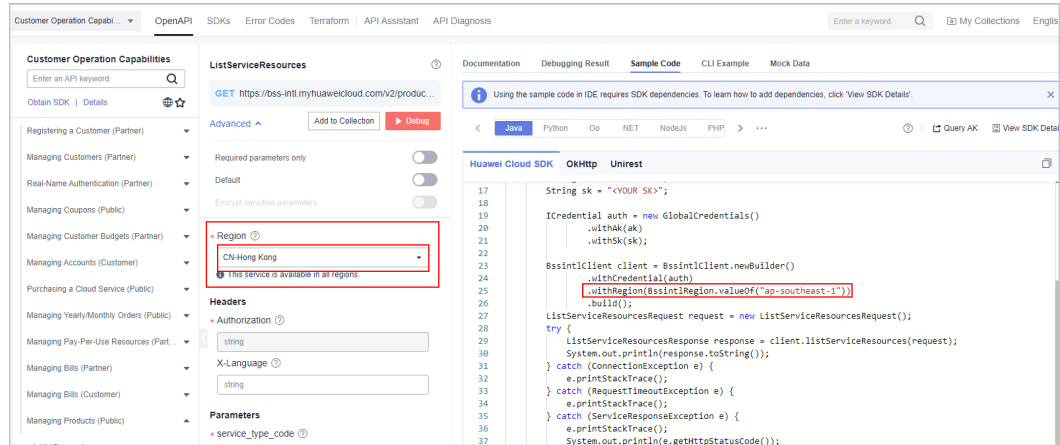 Customer Operation Capabi...
OpenAPI
SDKs
Error Codes
Terraform
API Assistant
API Diagnosis
Enter a keyword.
My Collections
Englis
Customer Operation Capabilities
Enter an API keyword.
Obtain SDK | Details
Registering a Customer (Partner)
Managing Customers (Partner)
Real-Name Authentication (Partner)
Managing Coupons (Public)
Managing Customer Budgets (Partner)
Managing Accounts (Customer)
Purchasing a Cloud Service (Public)
Managing Yearly/Monthly Orders (Public)
Managing Pay-Per-Use Resources (Part...
Managing Bills (Partner)
Managing Bills (Customer)
Managing Products (Public)
ListServiceResources
GET https://bss-intl.myhuaweicloud.com/v2/produc...
Advanced
Add to Collection
Debug
Required parameters only
Default
Encrypt sensitive parameters
* Region
CN-Hong Kong
This service is available in all regions.
Headers
* Authorization
string
X-Language
string
Parameters
* service_type_code
Documentation
Debugging Result
Sample Code
CLI Example
Mock Data
Using the sample code in IDE requires SDK dependencies. To learn how to add dependencies, click 'View SDK Details'.
Java
Python
Go
.NET
NodeJs
PHP
Query AK
View SDK Detai
Huawei Cloud SDK
OkHttp
Unirest
17 String sk = "<YOUR SK>";
18
19 ICredential auth = new GlobalCredentials()
20 .withAk(ak)
21 .withSk(sk);
22
23 BssintlClient client = BssintlClient.newBuilder()
24 .withCredential(auth)
25 .withRegion(BssintlRegion.valueOf("ap-southeast-1"))
26 .build();
27 ListServiceResourcesRequest request = new ListServiceResourcesRequest();
28 try {
29 ListServiceResourcesResponse response = client.listServiceResources(request);
30 System.out.println(response.toString());
31 } catch (ConnectionException e) {
32 e.printStackTrace();
33 } catch (RequestTimeoutException e) {
34 e.printStackTrace();
35 } catch (ServiceResponseException e) {
36 e.printStackTrace();
37 System.out.println(e.getHttpStatusCode());